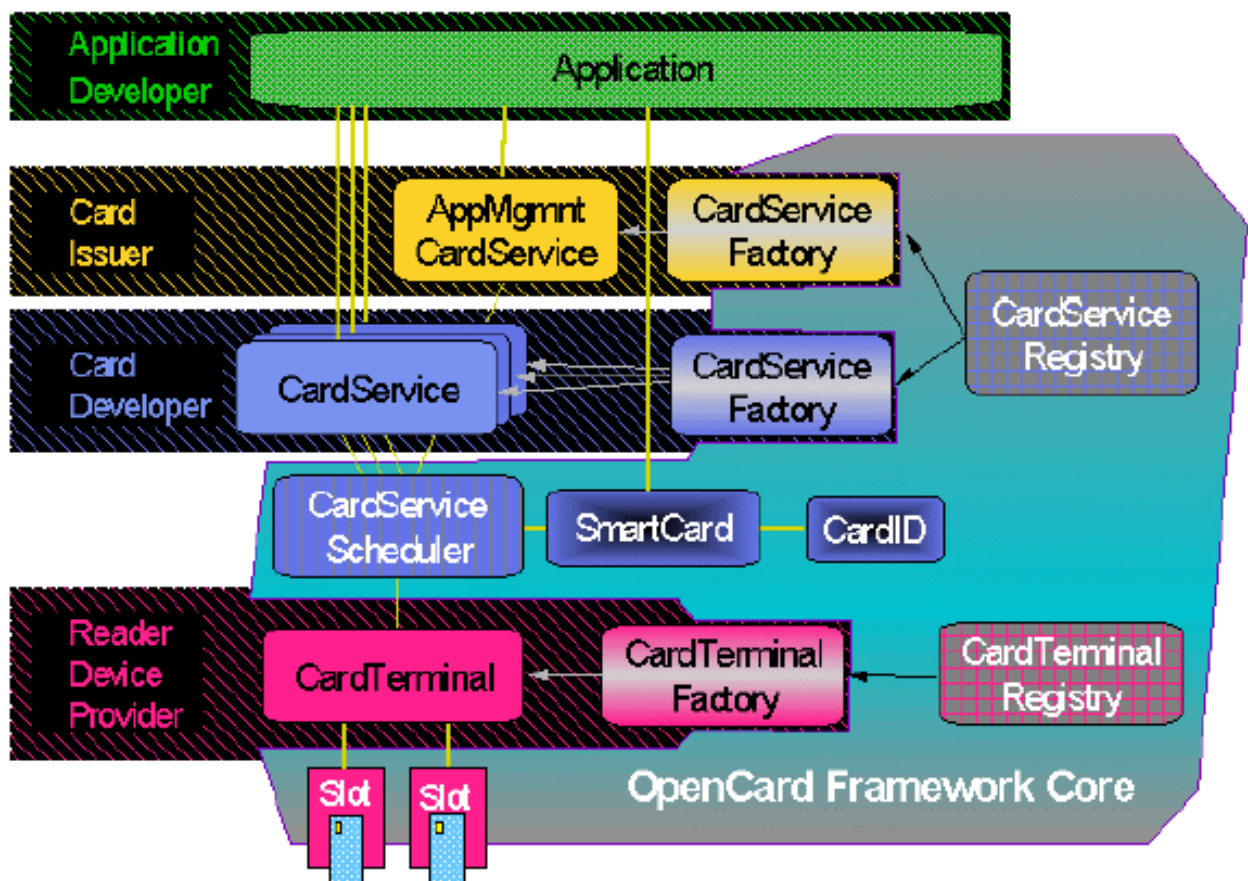 Application
Developer
Application
Card
Issuer
AppMgmnt
CardService
CardService
Factory
CardService
Registry
Card
Developer
CardService
CardService
Factory
CardService
Scheduler
SmartCard
CardID
Reader
Device
Provider
CardTerminal
CardTerminal
Factory
CardTerminal
Registry
Slot
Slot
OpenCard Framework Core